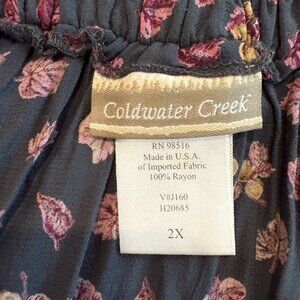 Coldwater Creek
RN 98516
Made in U.S.A.
of Imported Fabric
100% Rayon
V#J160
H20685
2X